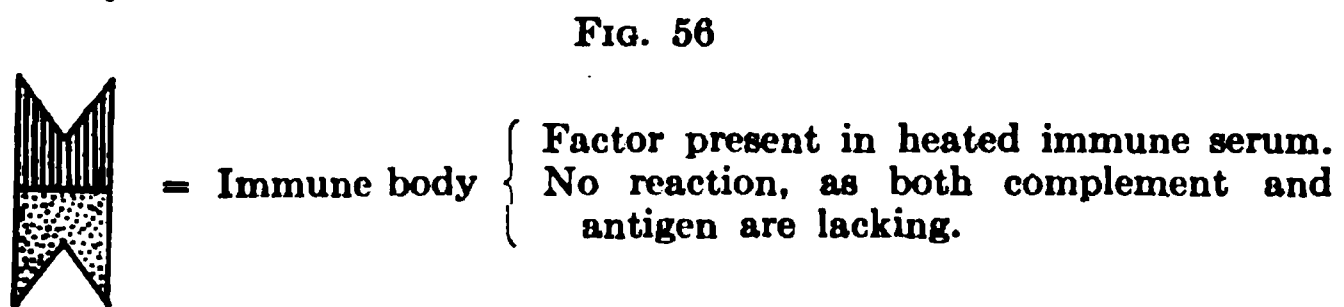 FIG. 56
= Immune body { Factor present in heated immune serum.
No reaction, as both complement and
antigen are lacking.